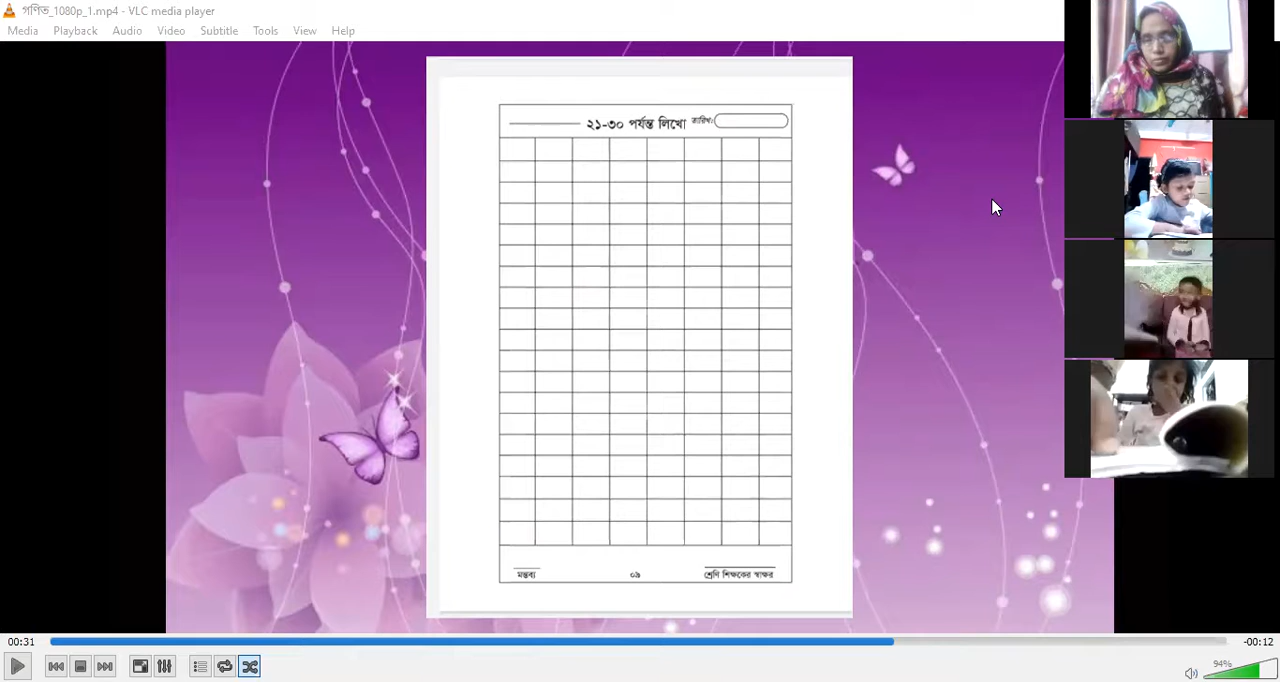 গণিত_1080p_1.mp4 - VLC media player
Media Playback Audio Video Subtitle Tools View Help
২১-৩০ পর্যন্ত লিখো তারিখ:
মন্তব্য ০৯ শ্রেণি শিক্ষকের স্বাক্ষর
00:31 -00:12
94%